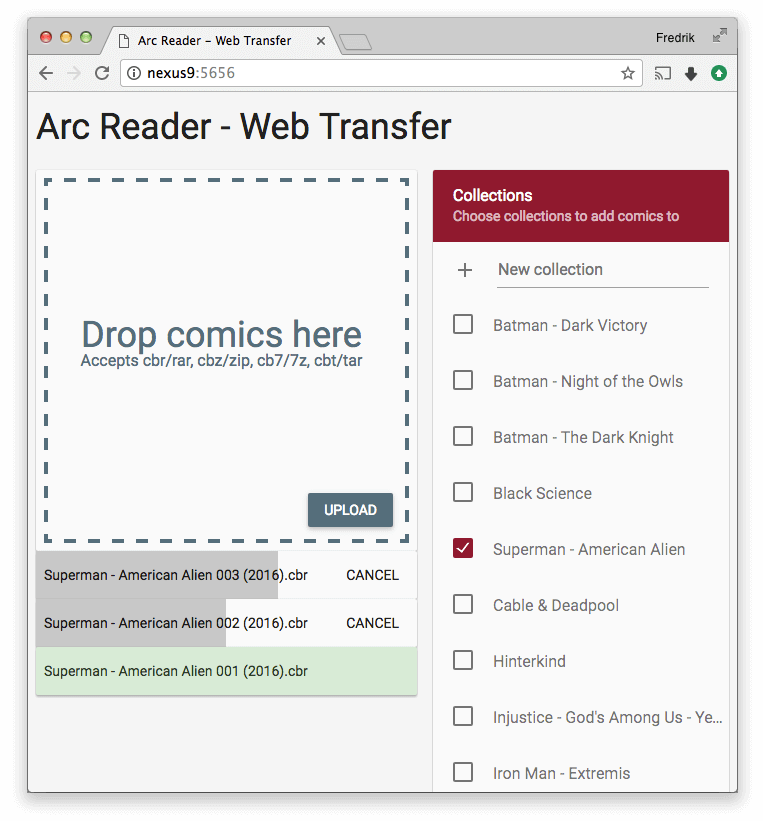 Arc Reader – Web Transfer
Fredrik
nexus9:5656
Arc Reader - Web Transfer
Drop comics here
Accepts cbr/rar, cbz/zip, cb7/7z, cbt/tar
UPLOAD
Superman - American Alien 003 (2016).cbr CANCEL
Superman - American Alien 002 (2016).cbr CANCEL
Superman - American Alien 001 (2016).cbr
Collections
Choose collections to add comics to
New collection
Batman - Dark Victory
Batman - Night of the Owls
Batman - The Dark Knight
Black Science
Superman - American Alien
Cable & Deadpool
Hinterkind
Injustice - God's Among Us - Ye...
Iron Man - Extremis